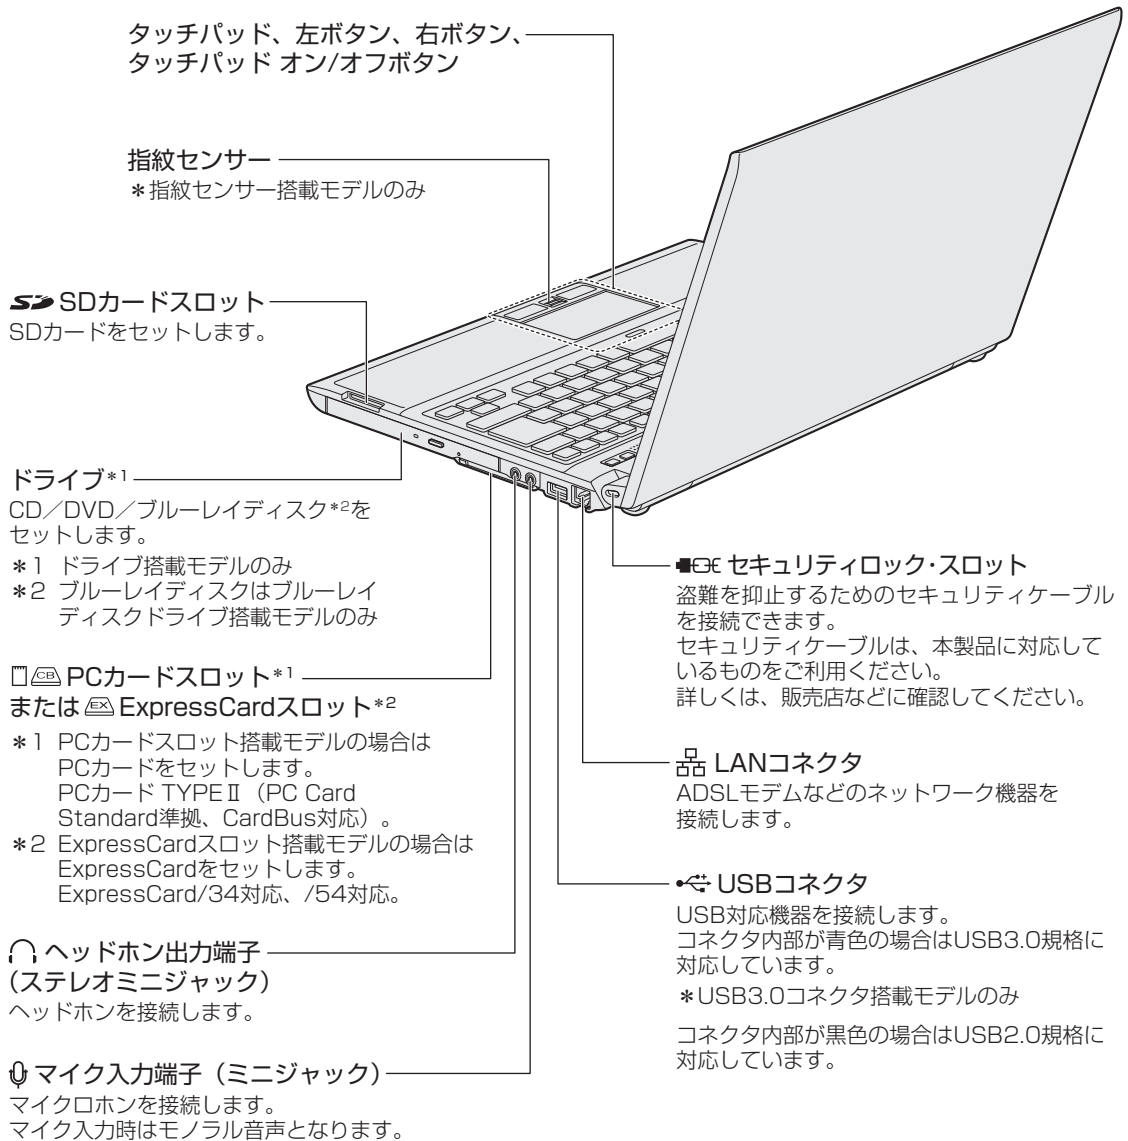 タッチパッド、左ボタン、右ボタン、
タッチパッド オン/オフボタン
指紋センサー
＊指紋センサー搭載モデルのみ
SD SDカードスロット
SDカードをセットします。
ドライブ＊1
CD／DVD／ブルーレイディスク＊2を
セットします。
＊1 ドライブ搭載モデルのみ
＊2 ブルーレイディスクはブルーレイ
ディスクドライブ搭載モデルのみ
CB PCカードスロット＊1
または EX ExpressCardスロット＊2
＊1 PCカードスロット搭載モデルの場合は
PCカードをセットします。
PCカード TYPEⅡ（PC Card
Standard準拠、CardBus対応）。
＊2 ExpressCardスロット搭載モデルの場合は
ExpressCardをセットします。
ExpressCard/34対応、/54対応。
ヘッドホン出力端子
（ステレオミニジャック）
ヘッドホンを接続します。
マイク入力端子（ミニジャック）
マイクロホンを接続します。
マイク入力時はモノラル音声となります。
セキュリティロック・スロット
盗難を抑止するためのセキュリティケーブル
を接続できます。
セキュリティケーブルは、本製品に対応して
いるものをご利用ください。
詳しくは、販売店などに確認してください。
LANコネクタ
ADSLモデムなどのネットワーク機器を
接続します。
USBコネクタ
USB対応機器を接続します。
コネクタ内部が青色の場合はUSB3.0規格に
対応しています。
＊USB3.0コネクタ搭載モデルのみ
コネクタ内部が黒色の場合はUSB2.0規格に
対応しています。